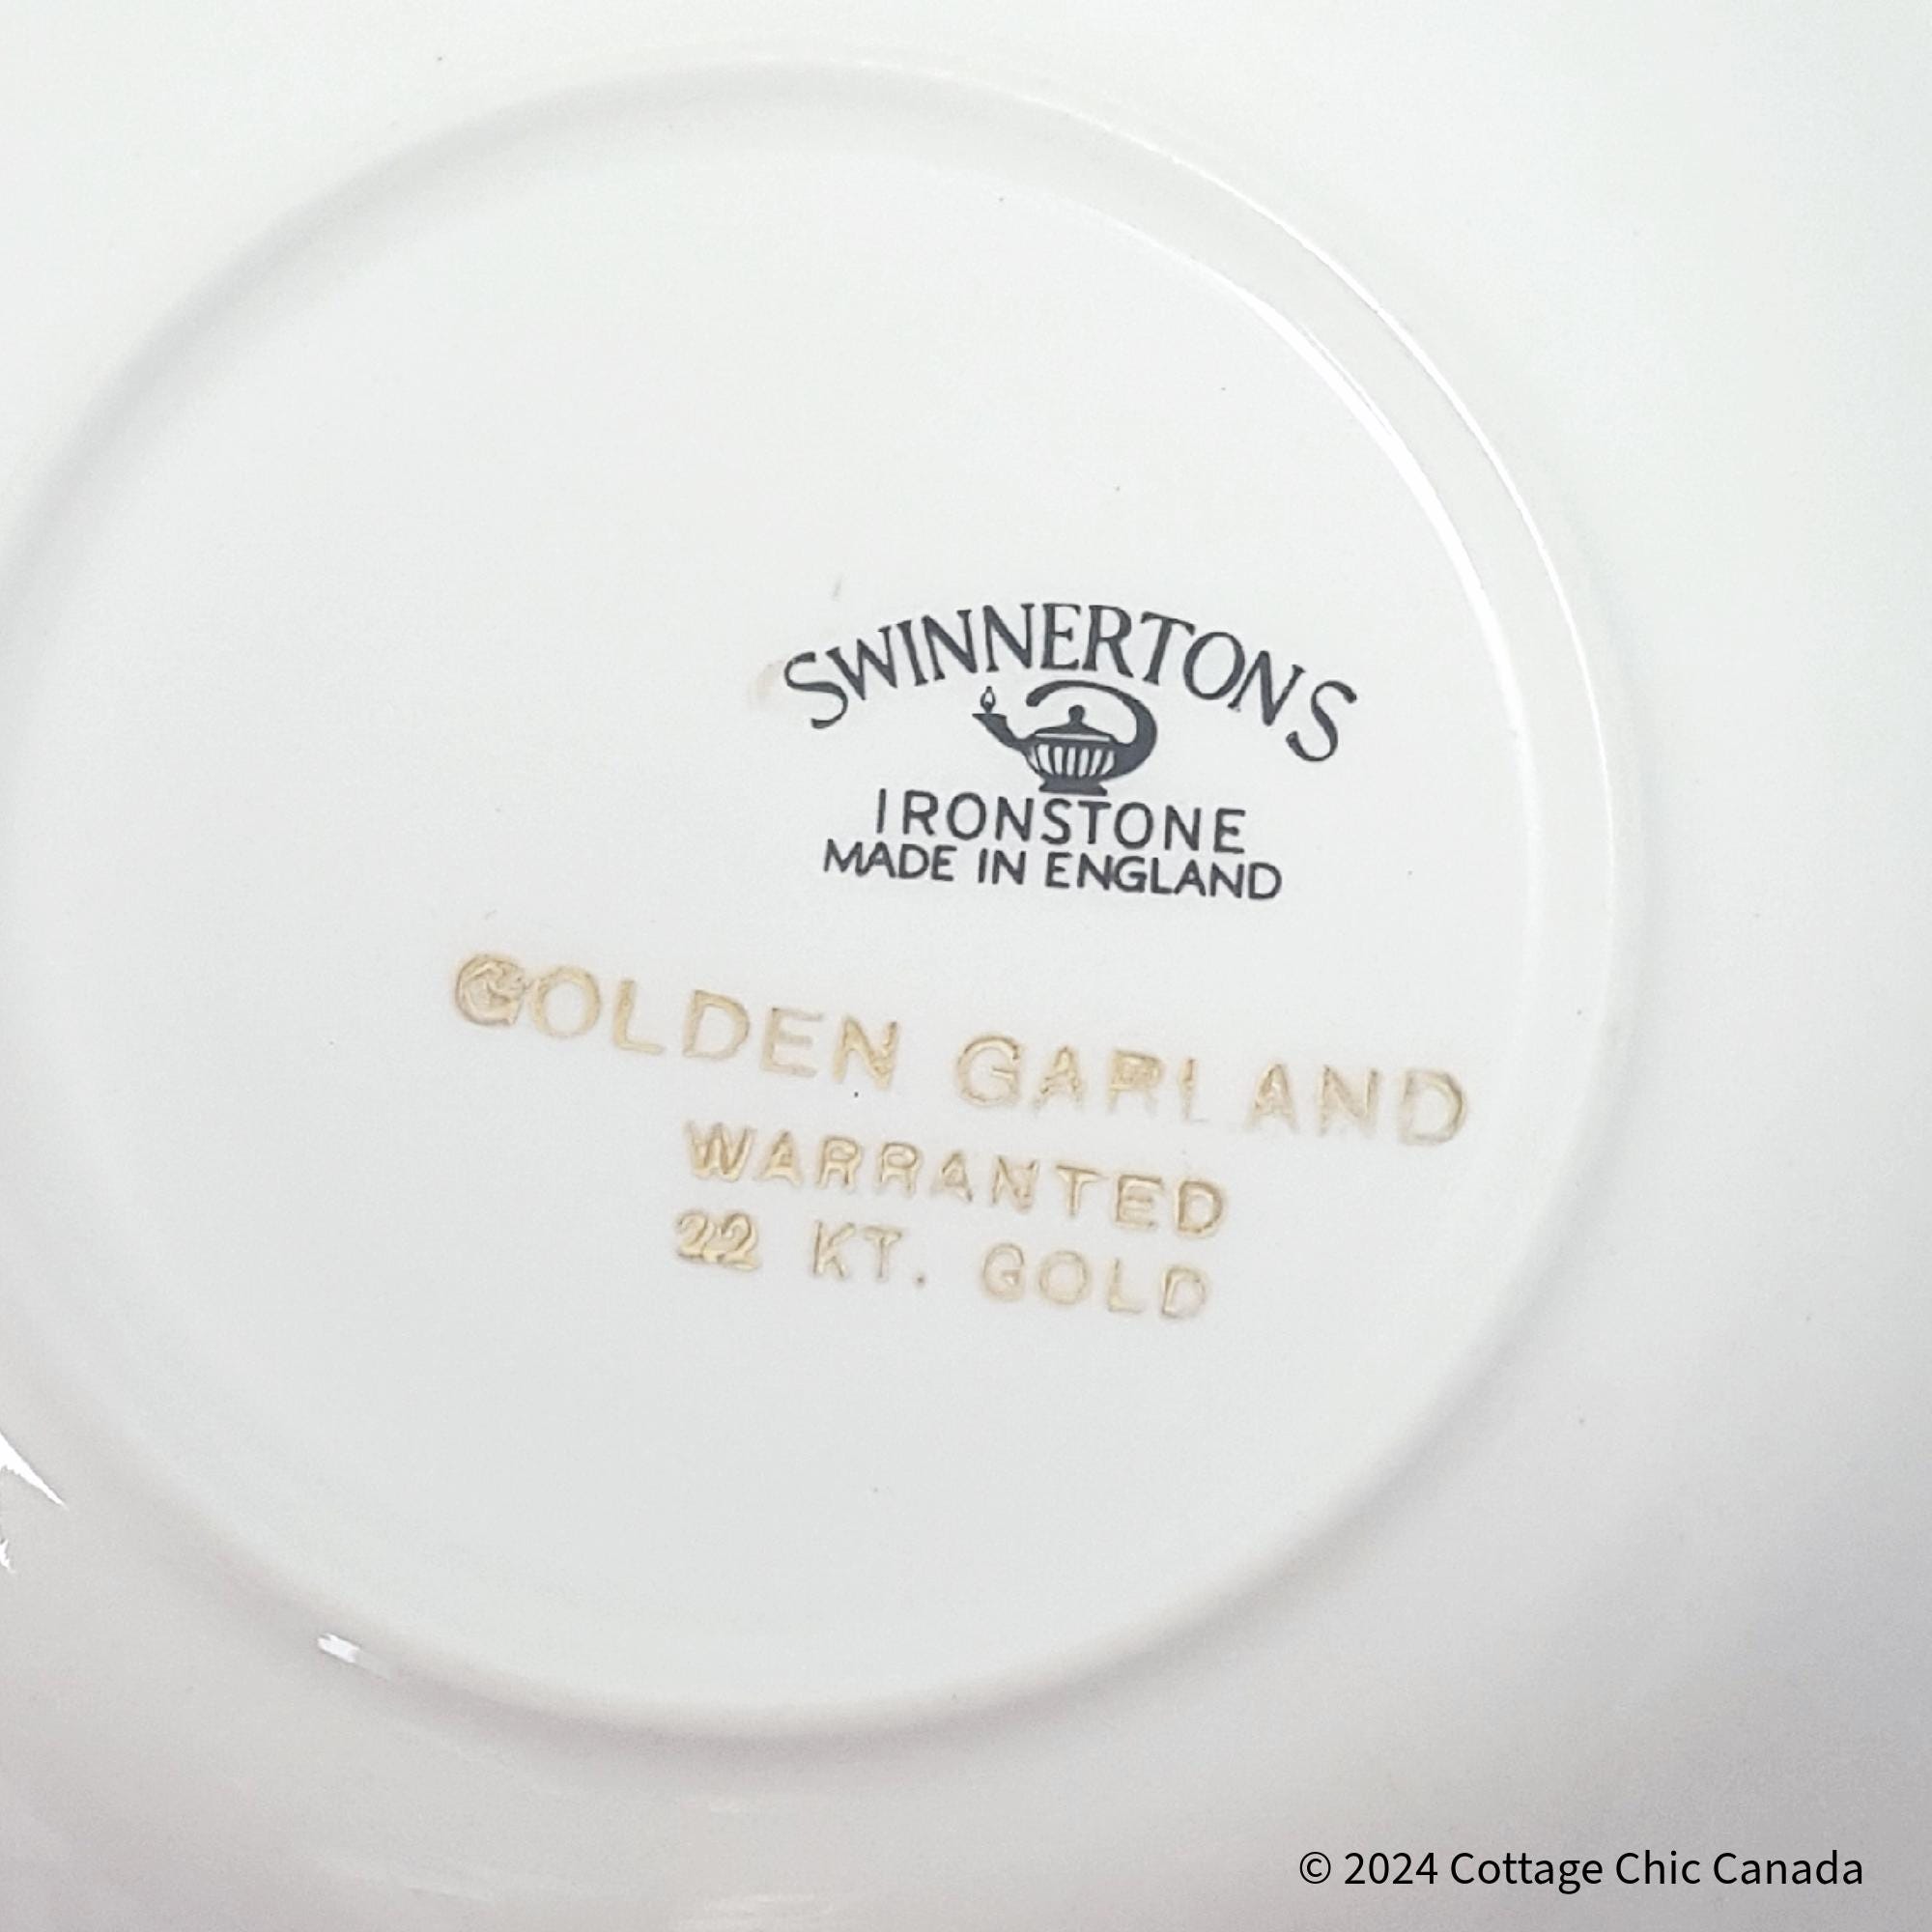 SWINNERTONS
IRONSTONE
MADE IN ENGLAND
GOLDEN GARLAND
WARRANTED
22 KT. GOLD
© 2024 Cottage Chic Canada